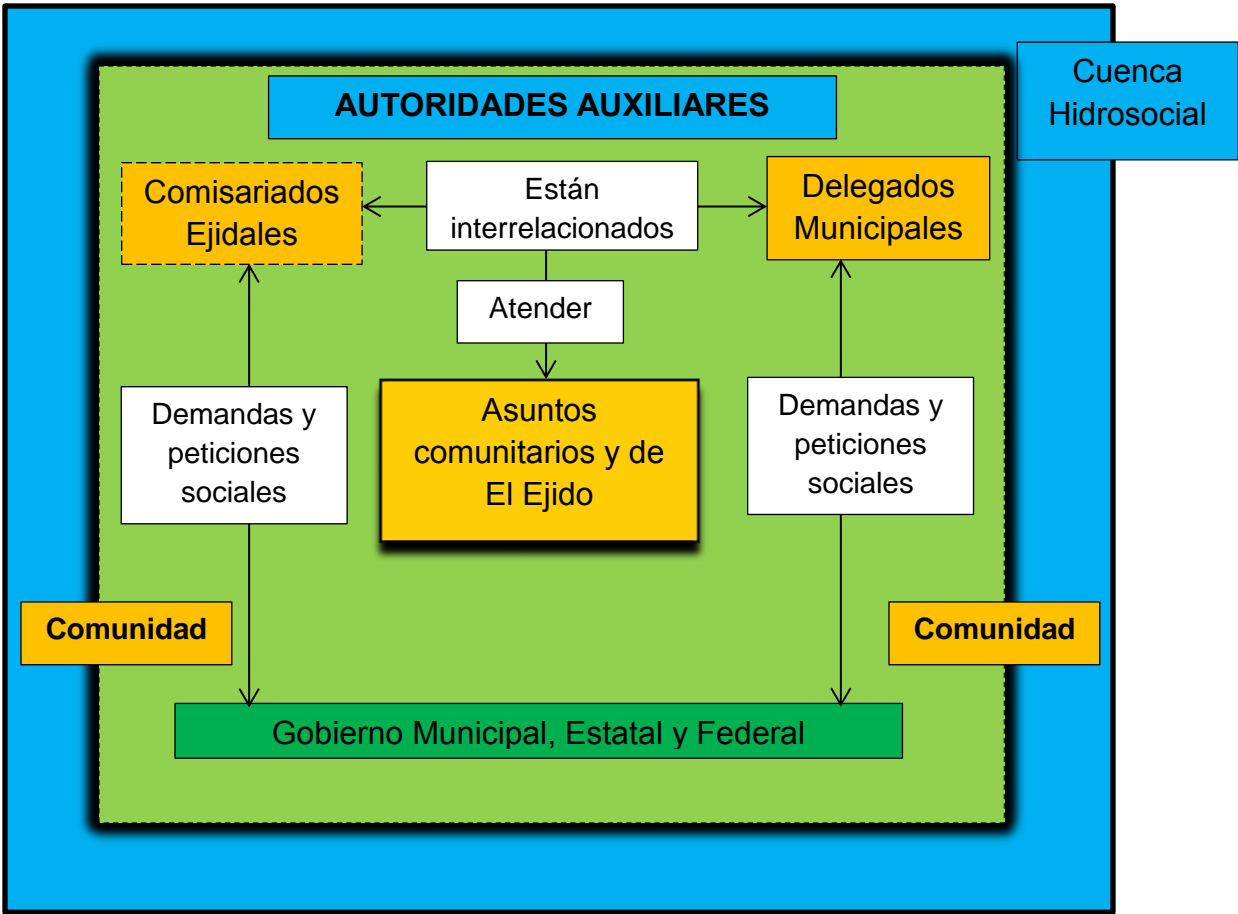 Cuenca
Hidrosocial
AUTORIDADES AUXILIARES
Comisariados
Ejidales
Están
interrelacionados
Delegados
Municipales
Atender
Demandas y
peticiones
sociales
Asuntos
comunitarios y de
El Ejido
Demandas y
peticiones
sociales
Comunidad
Comunidad
Gobierno Municipal, Estatal y Federal